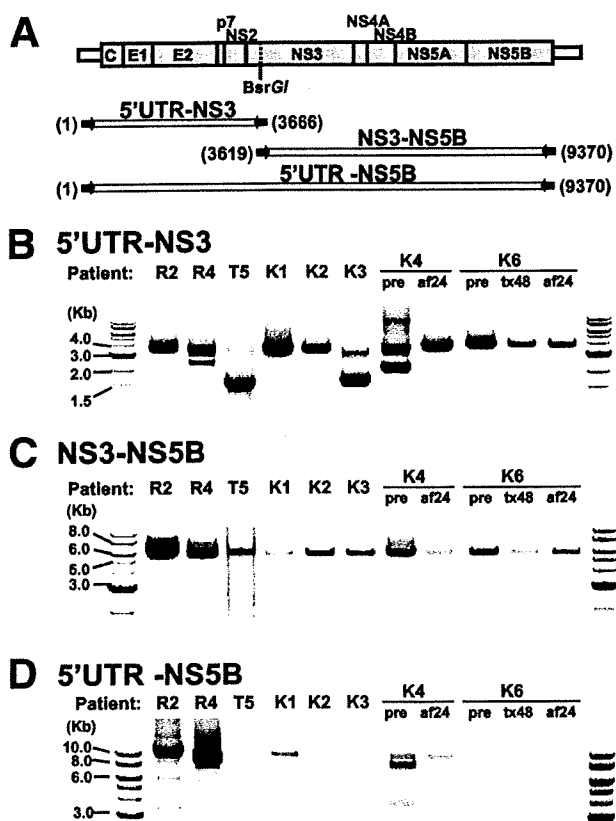 A
p7
NS2
NS4A
NS4B
C E1 E2 NS3 NS5A NS5B
BsrGI
5'UTR-NS3
(1) (3666)
NS3-NS5B
(3619) (9370)
5'UTR -NS5B
(1) (9370)
B 5'UTR-NS3
Patient: R2 R4 T5 K1 K2 K3 K4 K6
pre af24 pre tx48 af24
(Kb)
4.0
3.0
2.0
1.5
C NS3-NS5B
Patient: R2 R4 T5 K1 K2 K3 K4 K6
pre af24 pre tx48 af24
(Kb)
8.0
6.0
5.0
3.0
D 5'UTR -NS5B
Patient: R2 R4 T5 K1 K2 K3 K4 K6
pre af24 pre tx48 af24
(Kb)
10.0
8.0
6.0
3.0